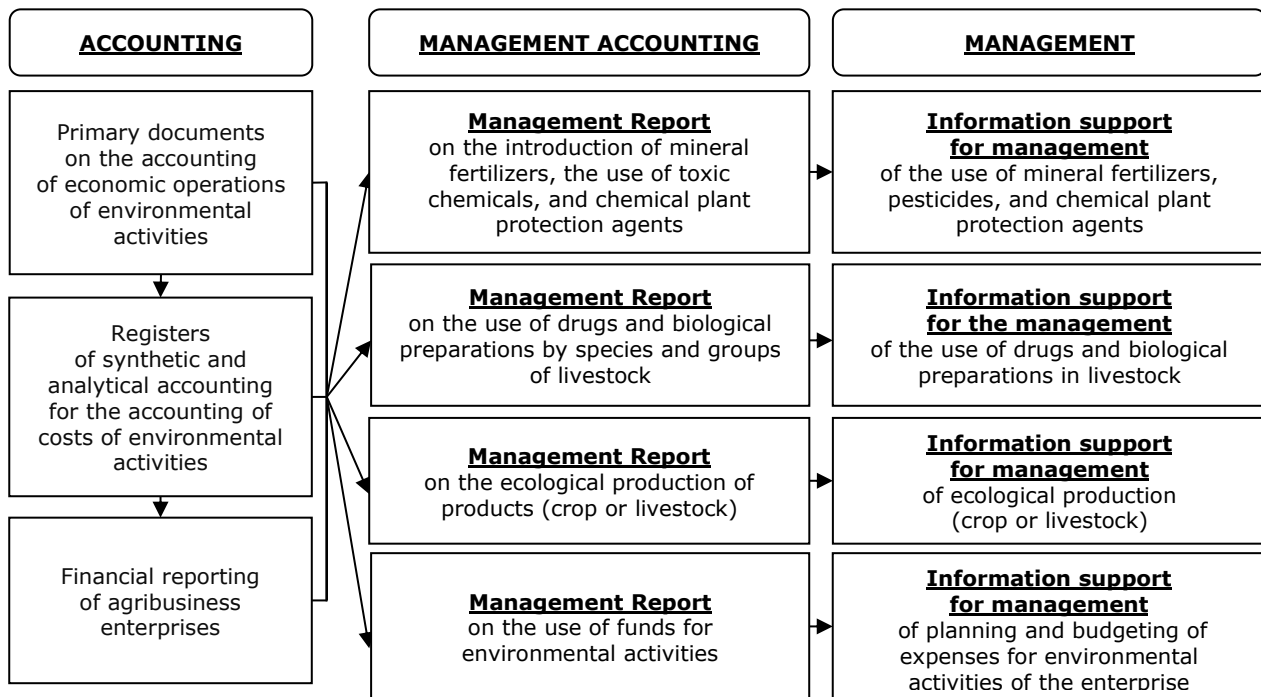 ACCOUNTING
MANAGEMENT ACCOUNTING
MANAGEMENT
Primary documents
on the accounting
of economic operations
of environmental
activities
Registers
of synthetic and
analytical accounting
for the accounting of
costs of environmental
activities
Financial reporting
of agribusiness
enterprises
Management Report
on the introduction of mineral
fertilizers, the use of toxic
chemicals, and chemical plant
protection agents
Management Report
on the use of drugs and biological
preparations by species and groups
of livestock
Management Report
on the ecological production of
products (crop or livestock)
Management Report
on the use of funds for
environmental activities
Information support
for management
of the use of mineral fertilizers,
pesticides, and chemical plant
protection agents
Information support
for the management
of the use of drugs and biological
preparations in livestock
Information support
for management
of ecological production
(crop or livestock)
Information support
for management
of planning and budgeting of
expenses for environmental
activities of the enterprise